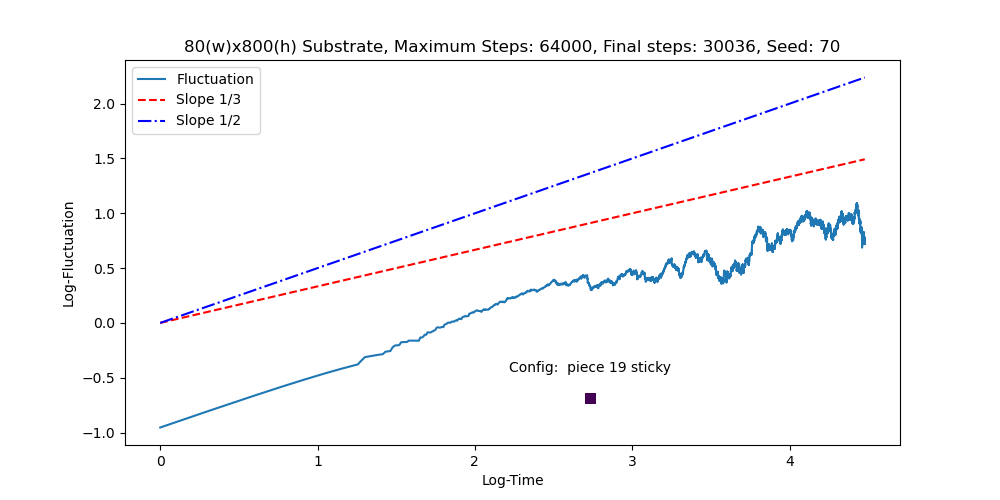 80(w)x800(h) Substrate, Maximum Steps: 64000, Final steps: 30036, Seed: 70
Fluctuation
Slope 1/3
Slope 1/2
2.0
1.5
1.0
0.5
0.0
−0.5
−1.0
Log-Fluctuation
Config:  piece 19 sticky
0 1 2 3 4
Log-Time